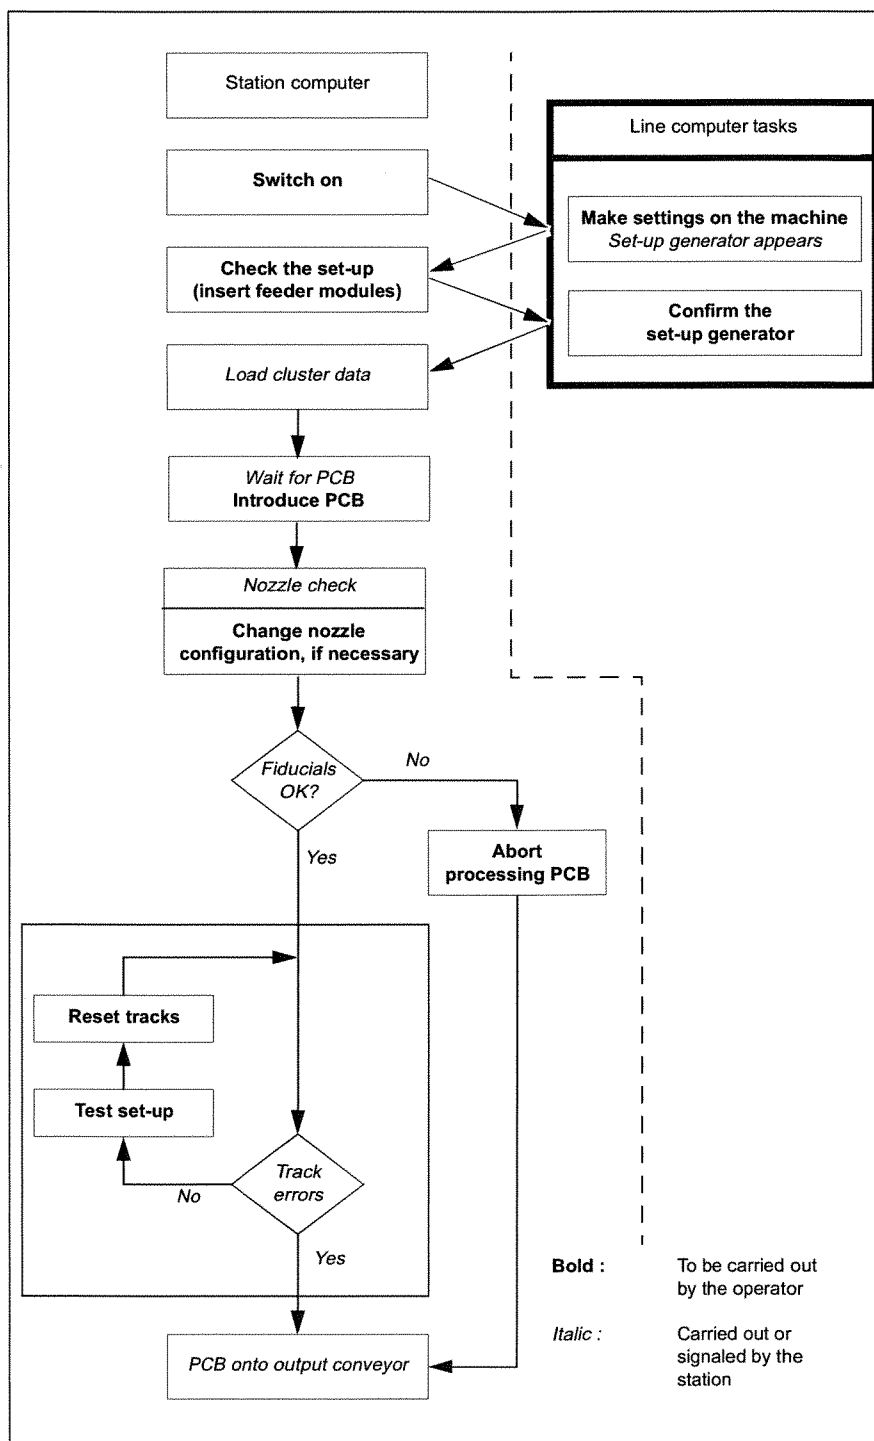 Station computer
Line computer tasks
Switch on
Make settings on the machine
Set-up generator appears
Check the set-up
(insert feeder modules)
Confirm the
set-up generator
Load cluster data
Wait for PCB
Introduce PCB
Nozzle check
Change nozzle
configuration, if necessary
Fiducials
OK?
No
Yes
Abort
processing PCB
Reset tracks
Test set-up
Track
errors
No
Yes
Bold :
To be carried out
by the operator
Italic :
Carried out or
signaled by the
station
PCB onto output conveyor